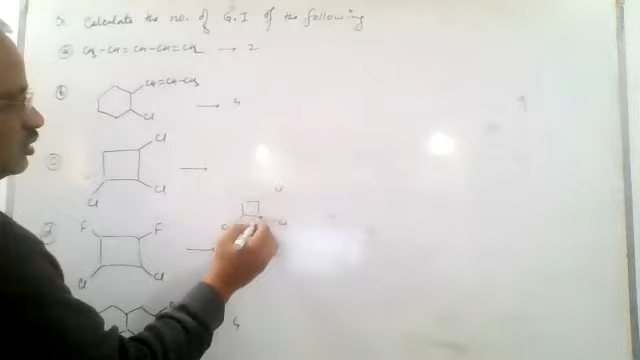 Q. Calculate the no. of G.I of the following
(a) CH3-CH=CH-CH=CH2 → 2
(b) CH=CH-CH3
Cl → 4
(c) Cl
Cl Cl →
Cl
(d) F F
Cl Cl →
4